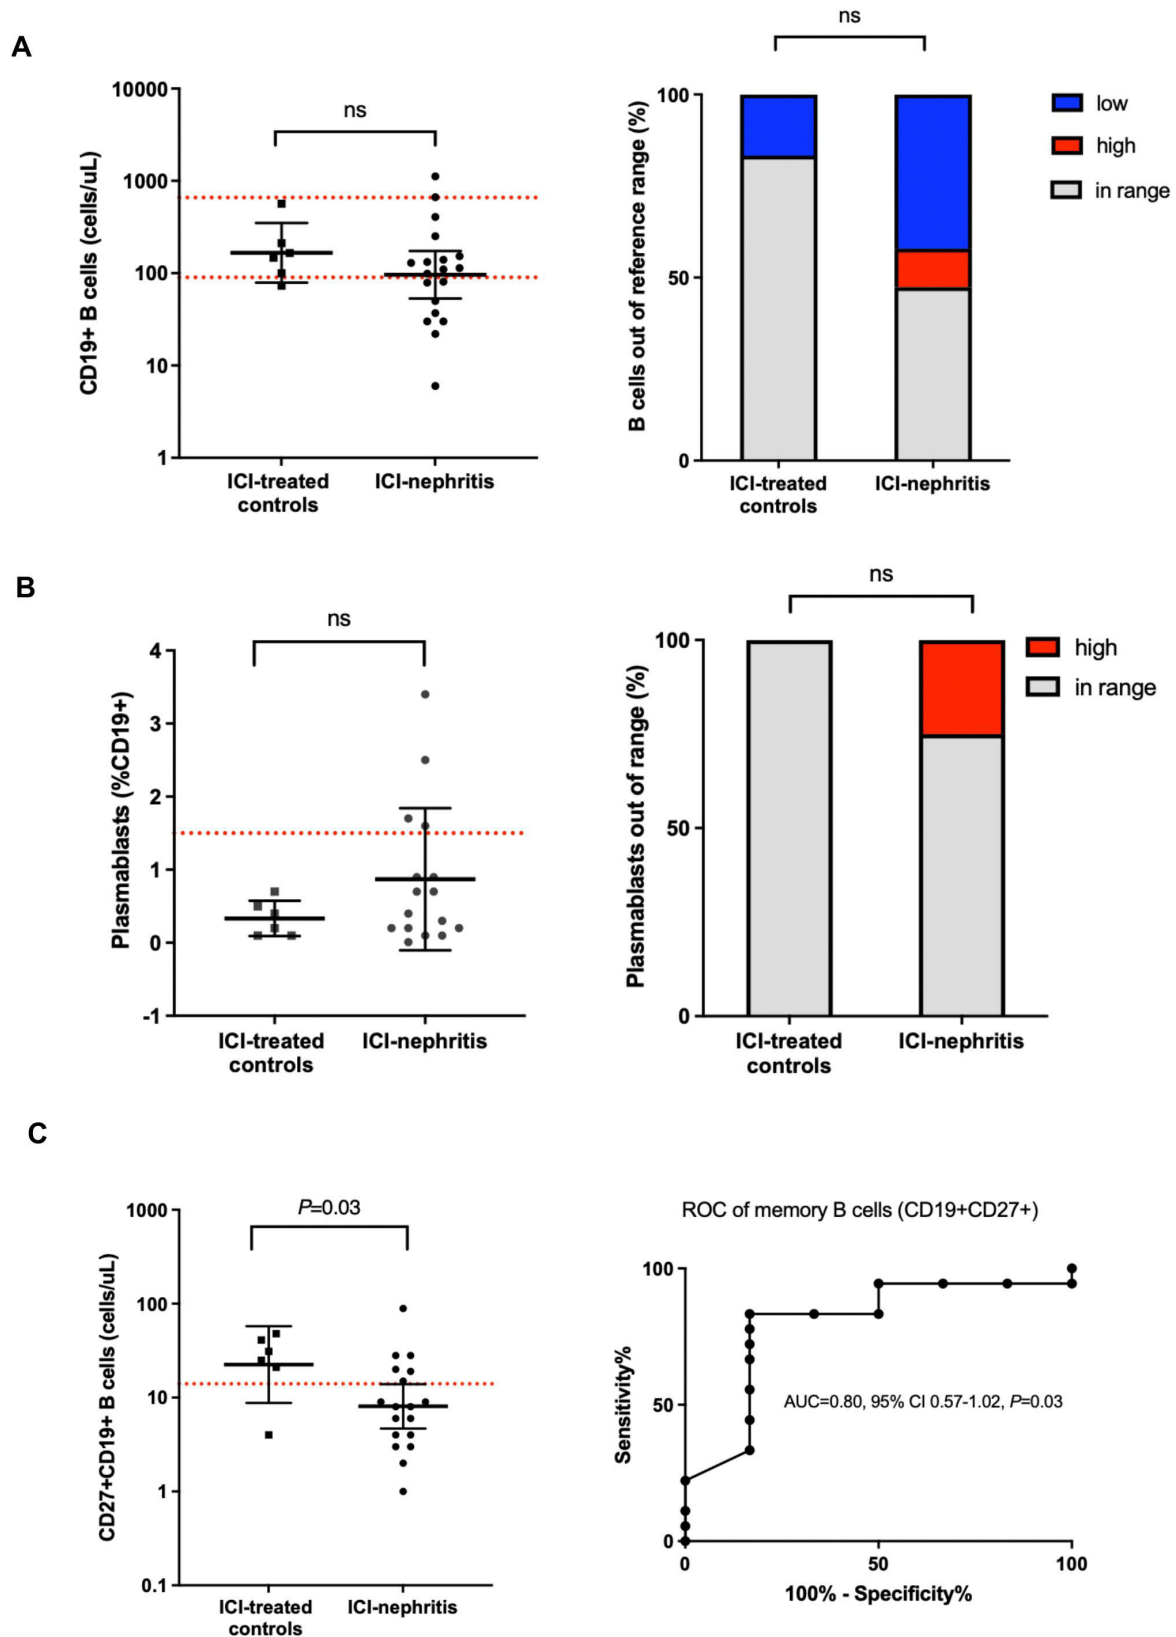 A
ns
10000
1000
100
10
1
CD19+ B cells (cells/uL)
ICI-treated
controls
ICI-nephritis
ns
100
50
0
B cells out of reference range (%)
ICI-treated
controls
ICI-nephritis
low
high
in range
B
ns
4
3
2
1
0
-1
Plasmablasts (%CD19+)
ICI-treated
controls
ICI-nephritis
ns
100
50
0
Plasmablasts out of range (%)
ICI-treated
controls
ICI-nephritis
high
in range
C
P=0.03
1000
100
10
1
0.1
CD27+CD19+ B cells (cells/uL)
ICI-treated
controls
ICI-nephritis
ROC of memory B cells (CD19+CD27+)
100
50
0
Sensitivity%
AUC=0.80, 95% CI 0.57-1.02, P=0.03
0
50
100
100% - Specificity%